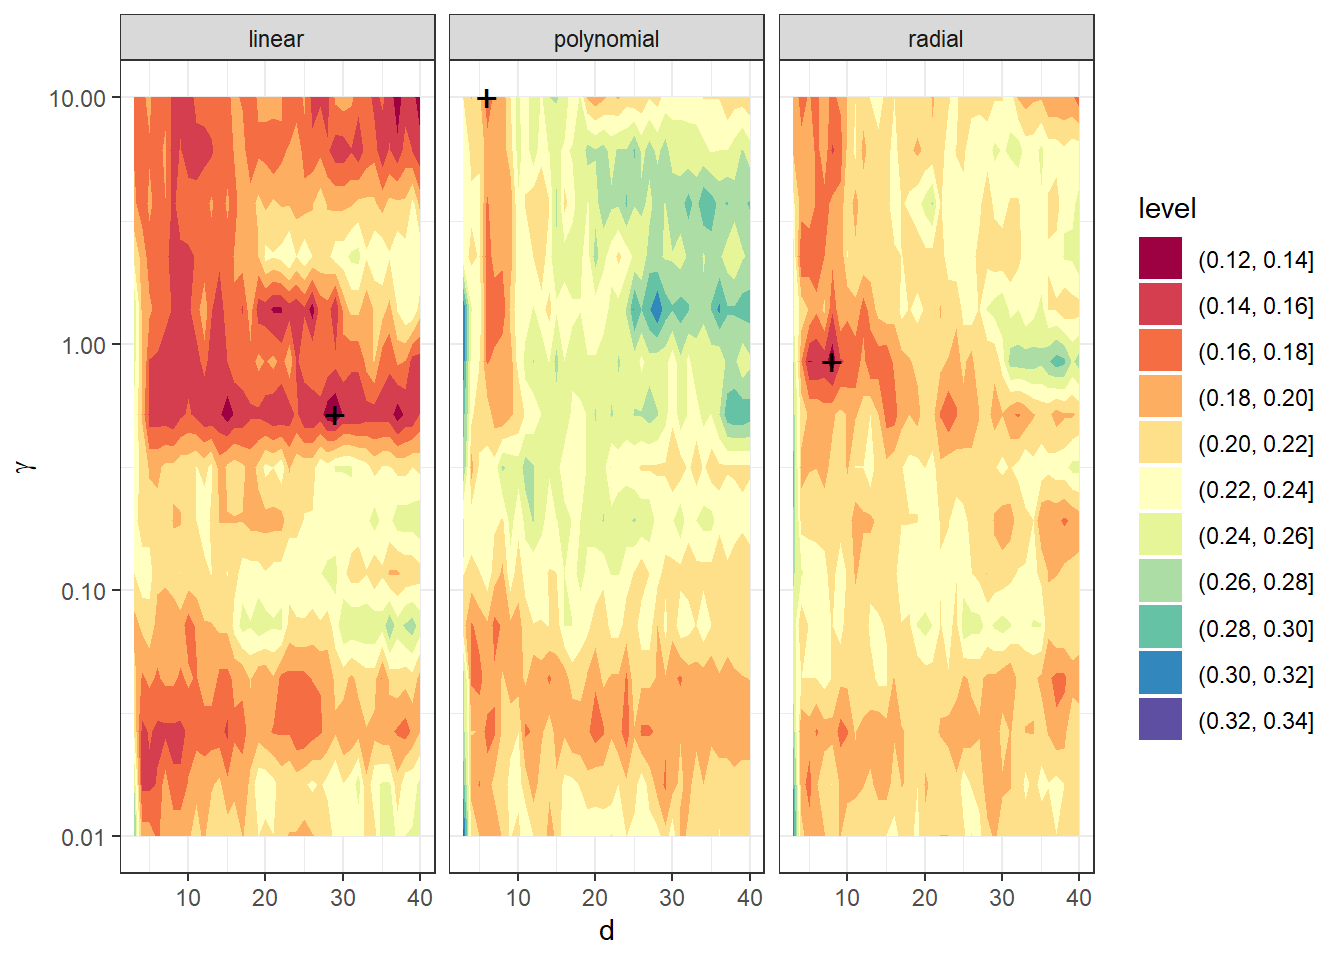 linear
polynomial
radial
10.00
1.00
0.10
0.01
γ
10 20 30 40
10 20 30 40
10 20 30 40
d
level
(0.12, 0.14]
(0.14, 0.16]
(0.16, 0.18]
(0.18, 0.20]
(0.20, 0.22]
(0.22, 0.24]
(0.24, 0.26]
(0.26, 0.28]
(0.28, 0.30]
(0.30, 0.32]
(0.32, 0.34]